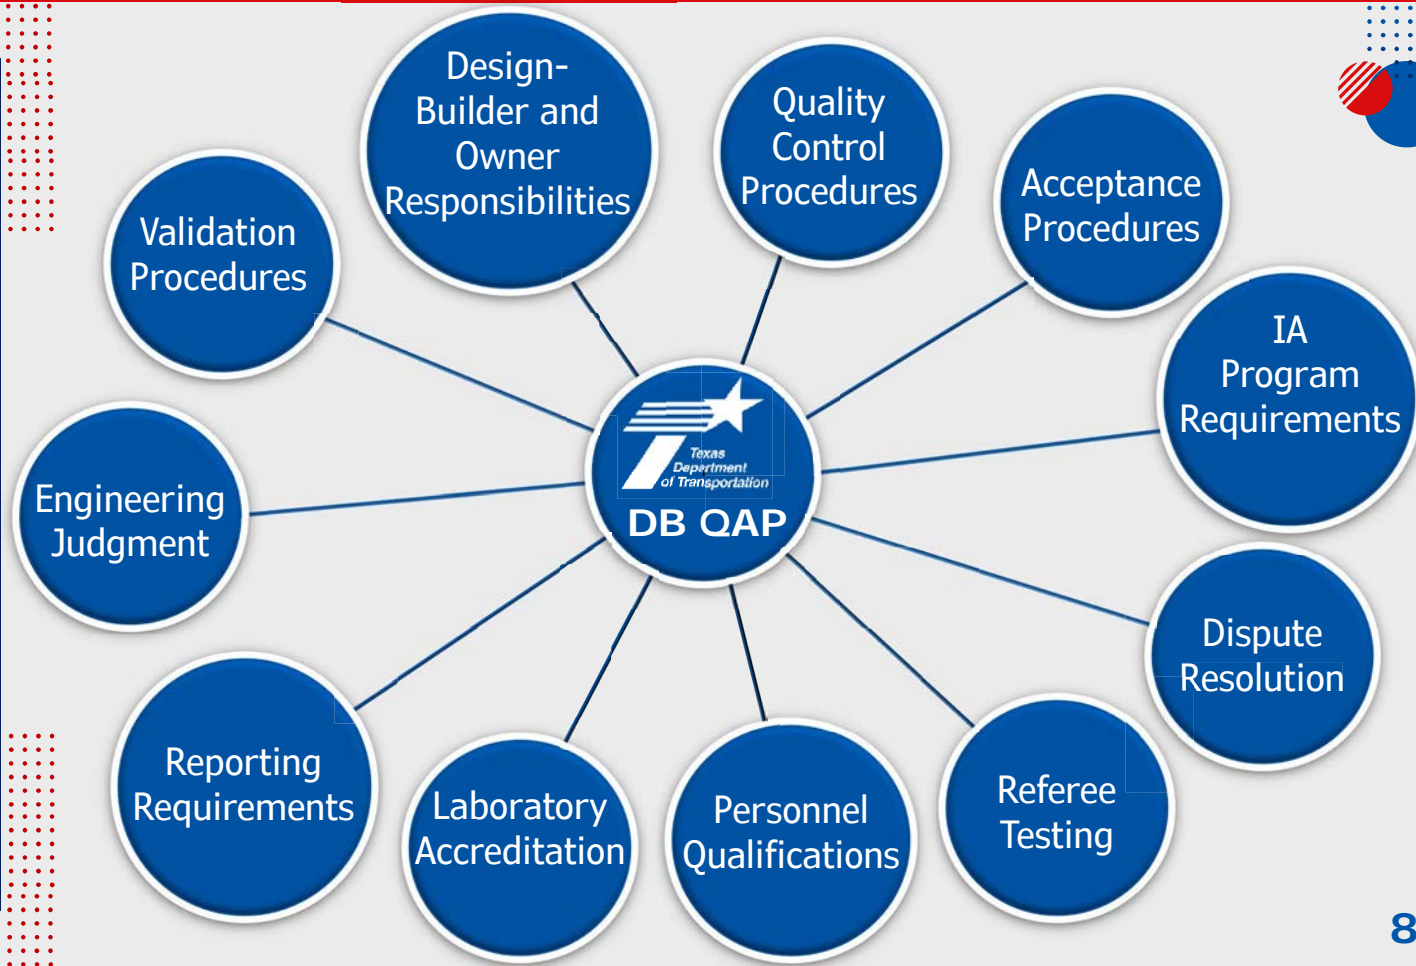 Design-
Builder and
Owner
Responsibilities
Quality
Control
Procedures
Acceptance
Procedures
IA
Program
Requirements
Dispute
Resolution
Referee
Testing
Personnel
Qualifications
Laboratory
Accreditation
Reporting
Requirements
Engineering
Judgment
Validation
Procedures
Texas
Department
of Transportation
DB QAP
8